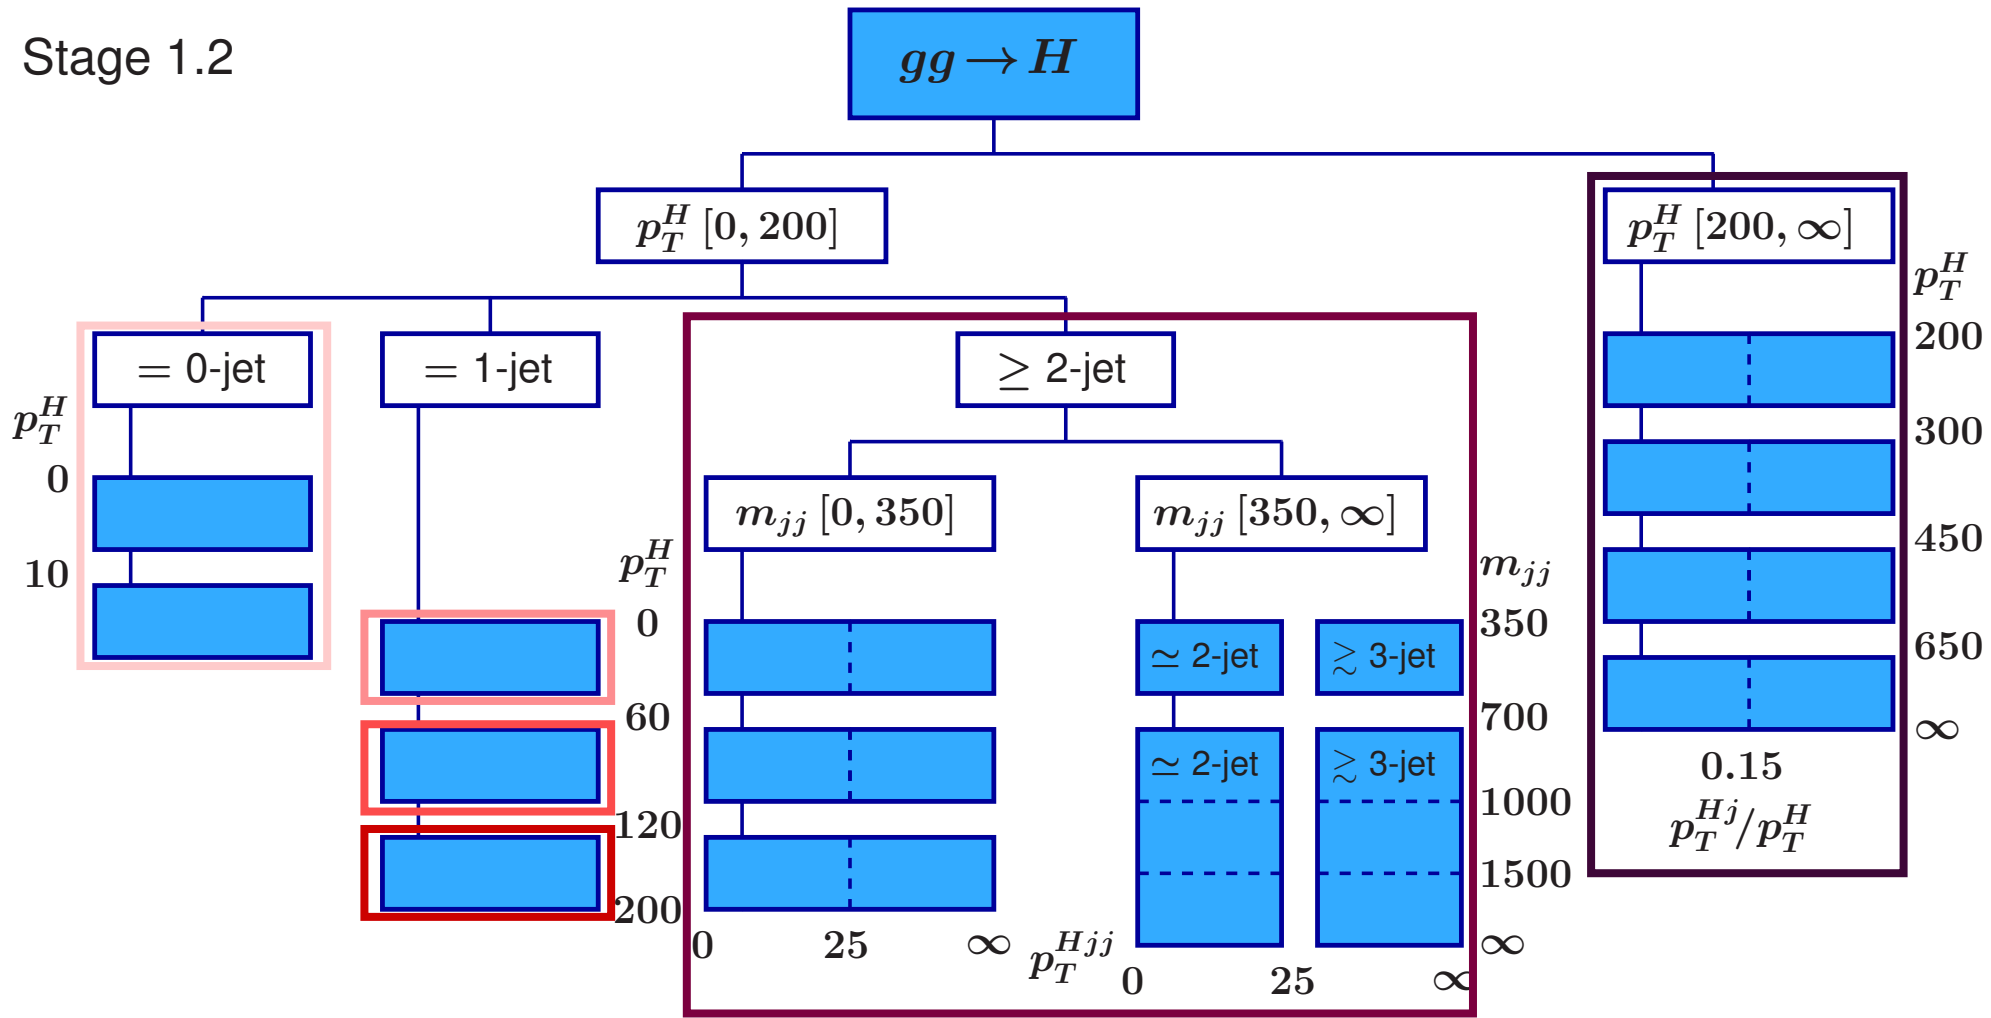 Stage 1.2
gg → H
p_T^H [0, 200]
p_T^H [200, ∞]
= 0-jet
= 1-jet
≥ 2-jet
p_T^H
0
10
m_jj [0, 350]
m_jj [350, ∞]
p_T^H
0
60
120
200
0
25
∞
p_T^Hjj
≃ 2-jet
≳ 3-jet
≃ 2-jet
≳ 3-jet
0
25
∞
m_jj
350
700
1000
1500
∞
p_T^H
200
300
450
650
∞
0.15
p_T^Hj/p_T^H